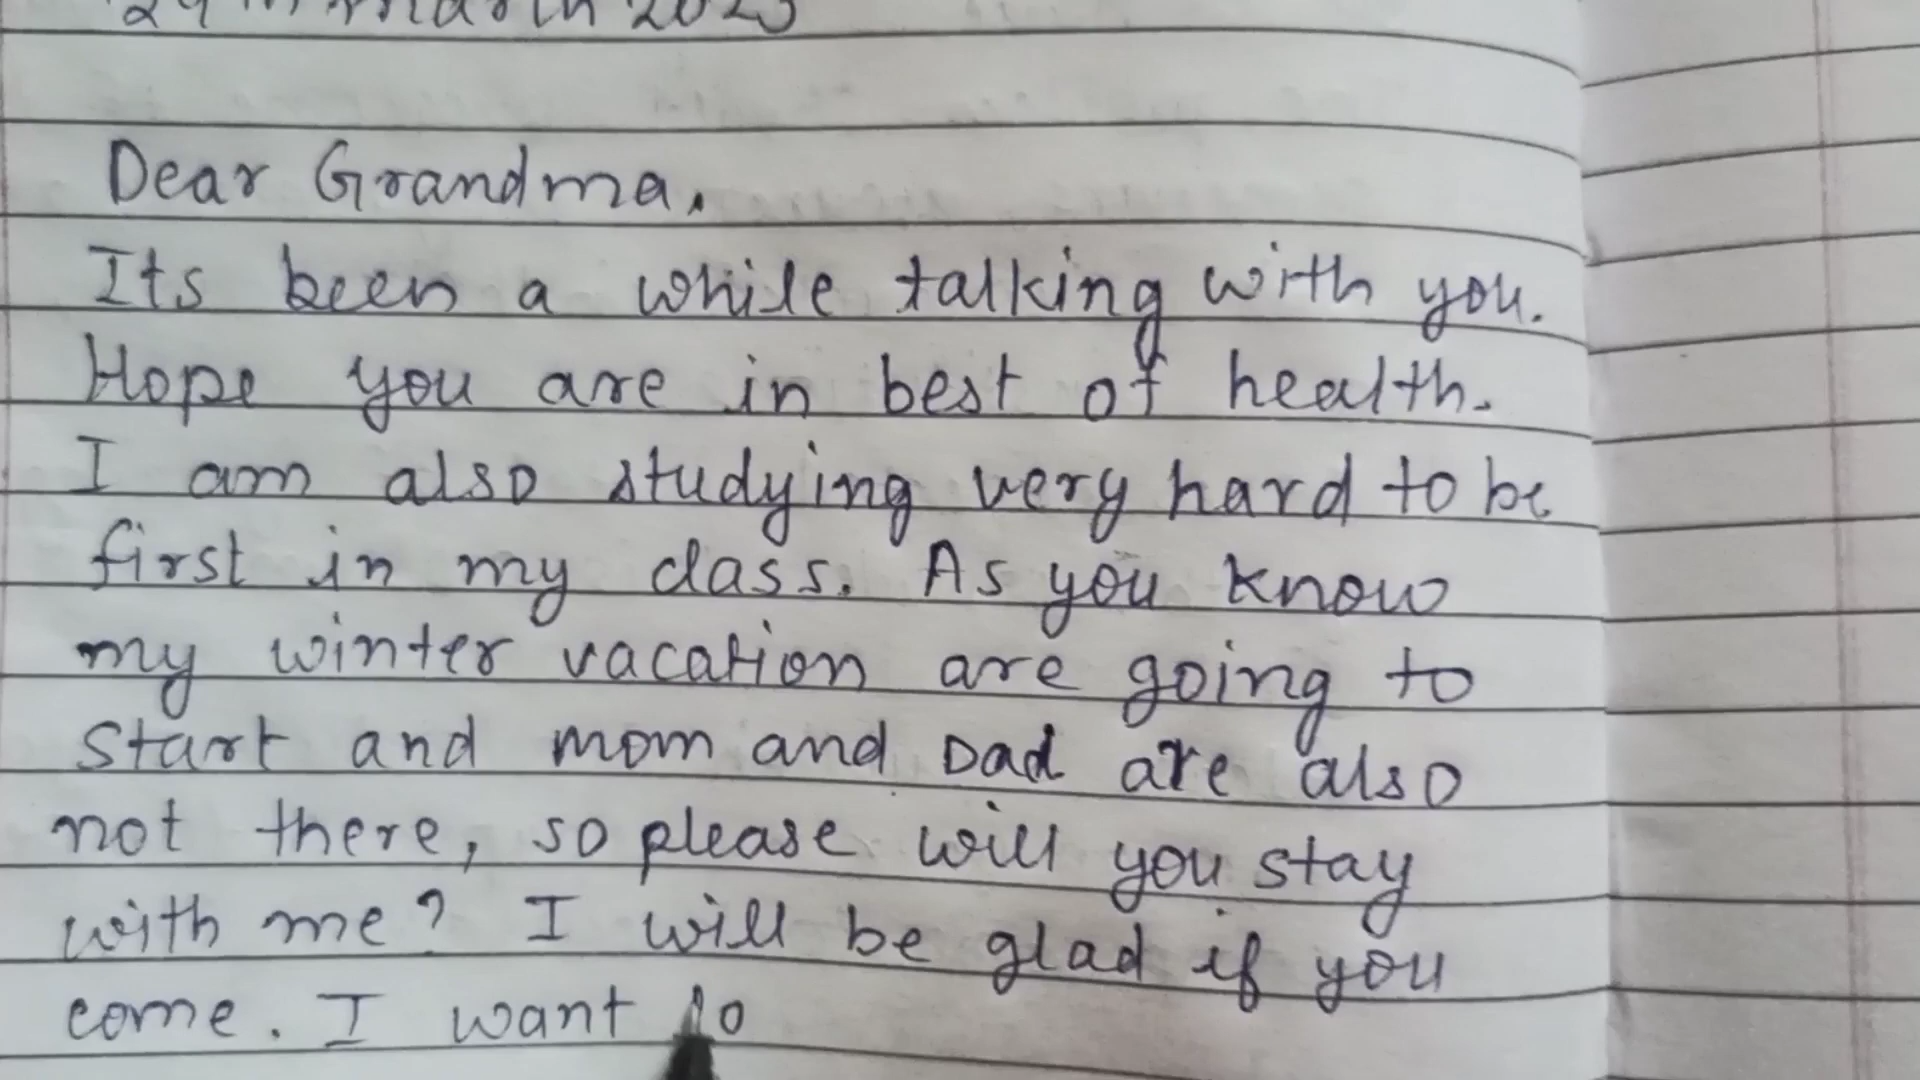 March 2023
Dear Grandma,
Its been a while talking with you.
Hope you are in best of health.
I am also studying very hard to be
first in my class. As you know
my winter vacation are going to
start and mom and Dad are also
not there, so please will you stay
with me? I will be glad if you
come. I want to